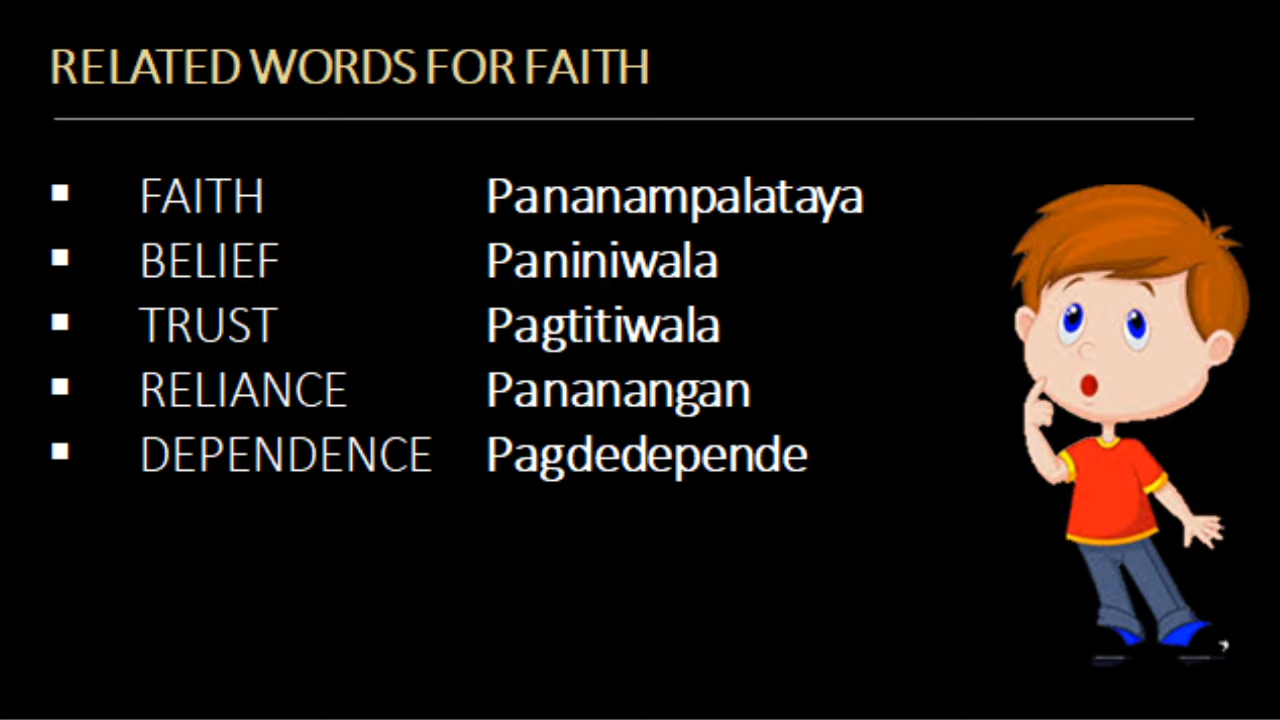 RELATED WORDS FOR FAITH
▪ FAITH Pananampalataya
▪ BELIEF Paniniwala
▪ TRUST Pagtitiwala
▪ RELIANCE Pananangan
▪ DEPENDENCE Pagdedepende